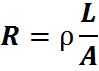 R = ρ L/A